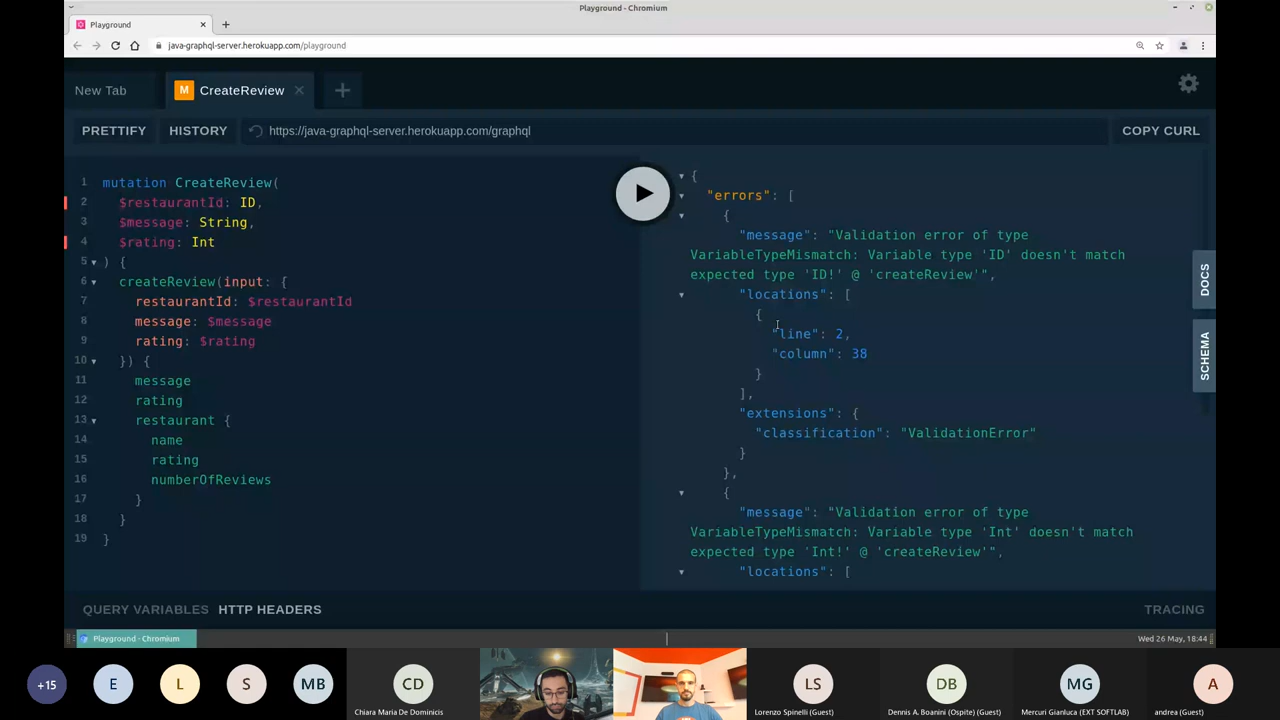 Playground - Chromium
Playground
java-graphql-server.herokuapp.com/playground
New Tab
M CreateReview
PRETTIFY HISTORY https://java-graphql-server.herokuapp.com/graphql COPY CURL
1 mutation CreateReview(
2 $restaurantId: ID,
3 $message: String,
4 $rating: Int
5 ) {
6 createReview(input: {
7 restaurantId: $restaurantId
8 message: $message
9 rating: $rating
10 }) {
11 message
12 rating
13 restaurant {
14 name
15 rating
16 numberOfReviews
17 }
18 }
19 }
{
"errors": [
{
"message": "Validation error of type
VariableTypeMismatch: Variable type 'ID' doesn't match
expected type 'ID!' @ 'createReview'",
"locations": [
{
"line": 2,
"column": 38
}
],
"extensions": {
"classification": "ValidationError"
}
},
{
"message": "Validation error of type
VariableTypeMismatch: Variable type 'Int' doesn't match
expected type 'Int!' @ 'createReview'",
"locations": [
DOCS
SCHEMA
QUERY VARIABLES HTTP HEADERS TRACING
Playground - Chromium
Wed 26 May, 18:44
+15
E
L
S
MB
CD
Chiara Maria De Dominicis
LS
Lorenzo Spinelli (Guest)
DB
Dennis A. Boanini (Ospite) (Guest)
MG
Mercuri Gianluca (EXT SOFTLAB)
A
andrea (Guest)